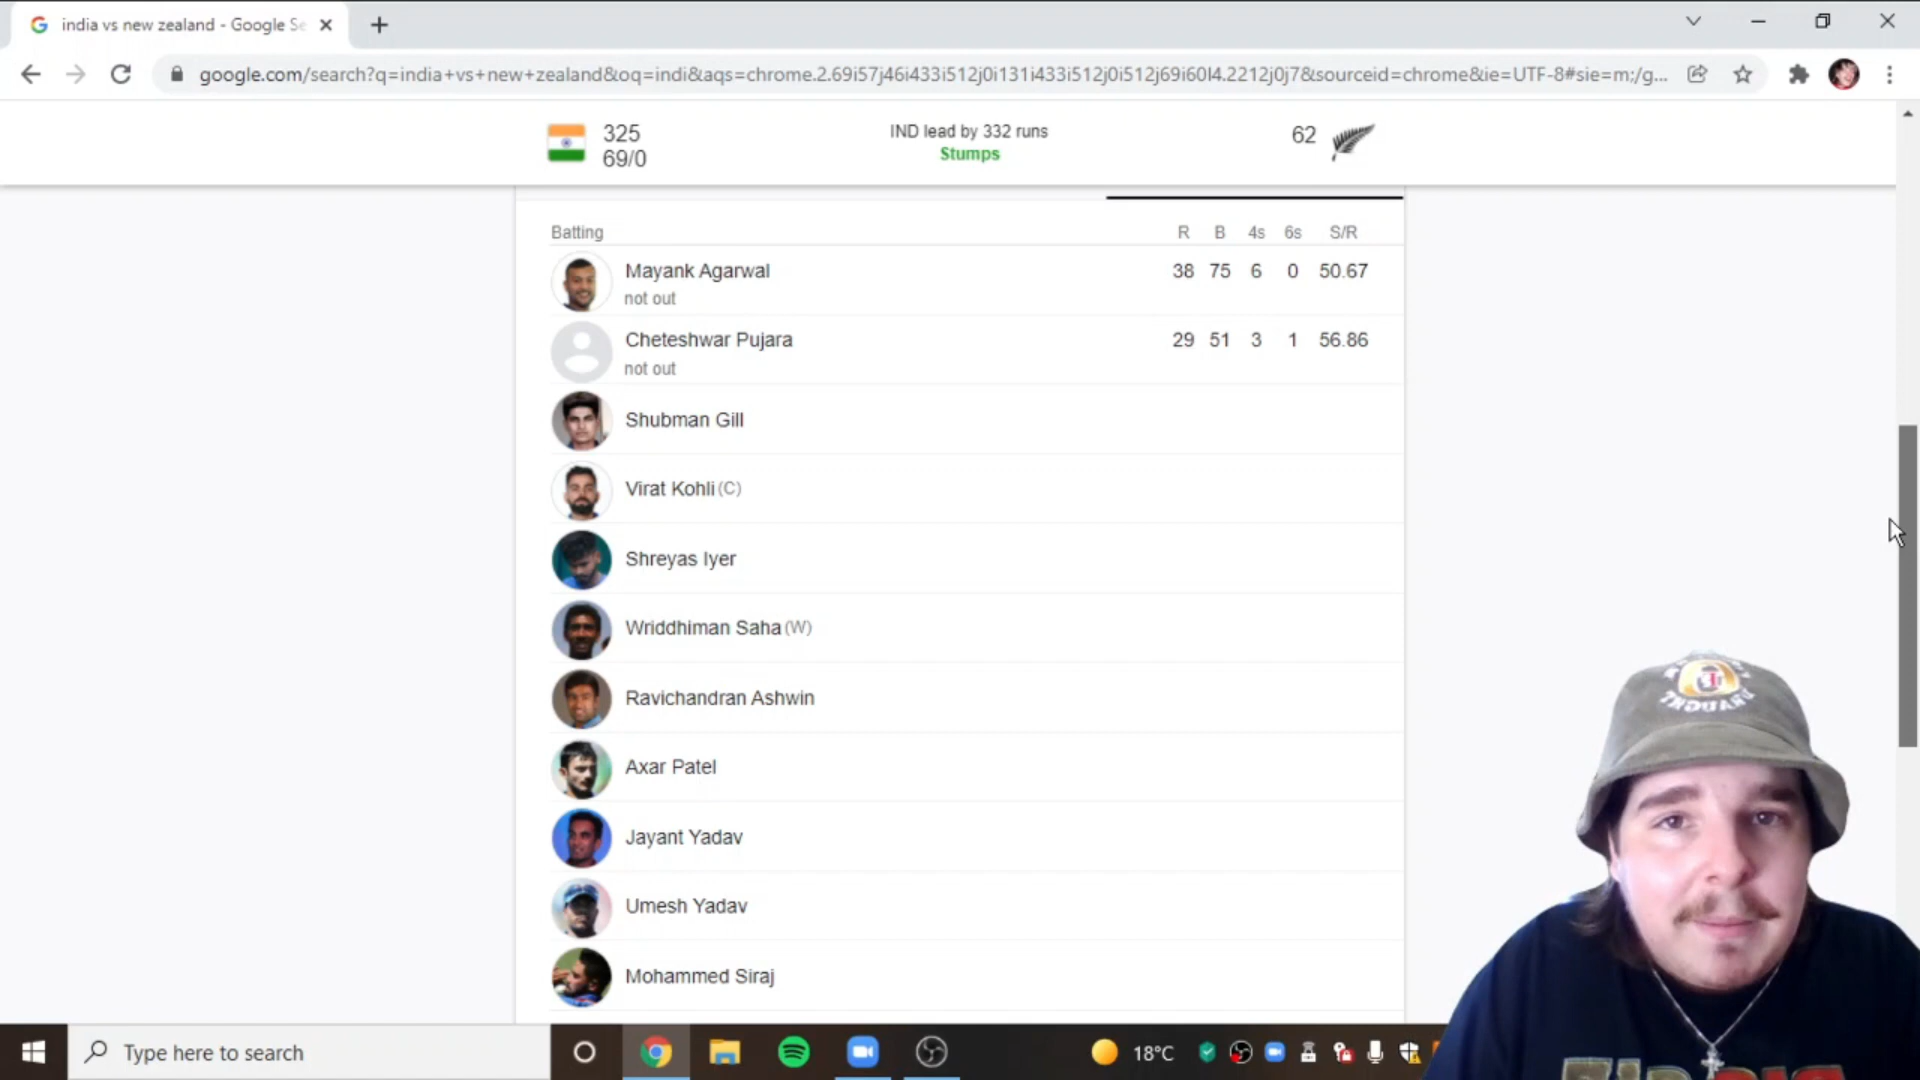 india vs new zealand - Google Se
google.com/search?q=india+vs+new+zealand&oq=indi&aqs=chrome.2.69i57j46i433i512j0i131i433i512j0i512j69i60l4.2212j0j7&sourceid=chrome&ie=UTF-8#sie=m;/g...
325
69/0
IND lead by 332 runs
Stumps
62
Batting R B 4s 6s S/R
Mayank Agarwal 38 75 6 0 50.67
not out
Cheteshwar Pujara 29 51 3 1 56.86
not out
Shubman Gill
Virat Kohli (C)
Shreyas Iyer
Wriddhiman Saha (W)
Ravichandran Ashwin
Axar Patel
Jayant Yadav
Umesh Yadav
Mohammed Siraj
Type here to search
18°C